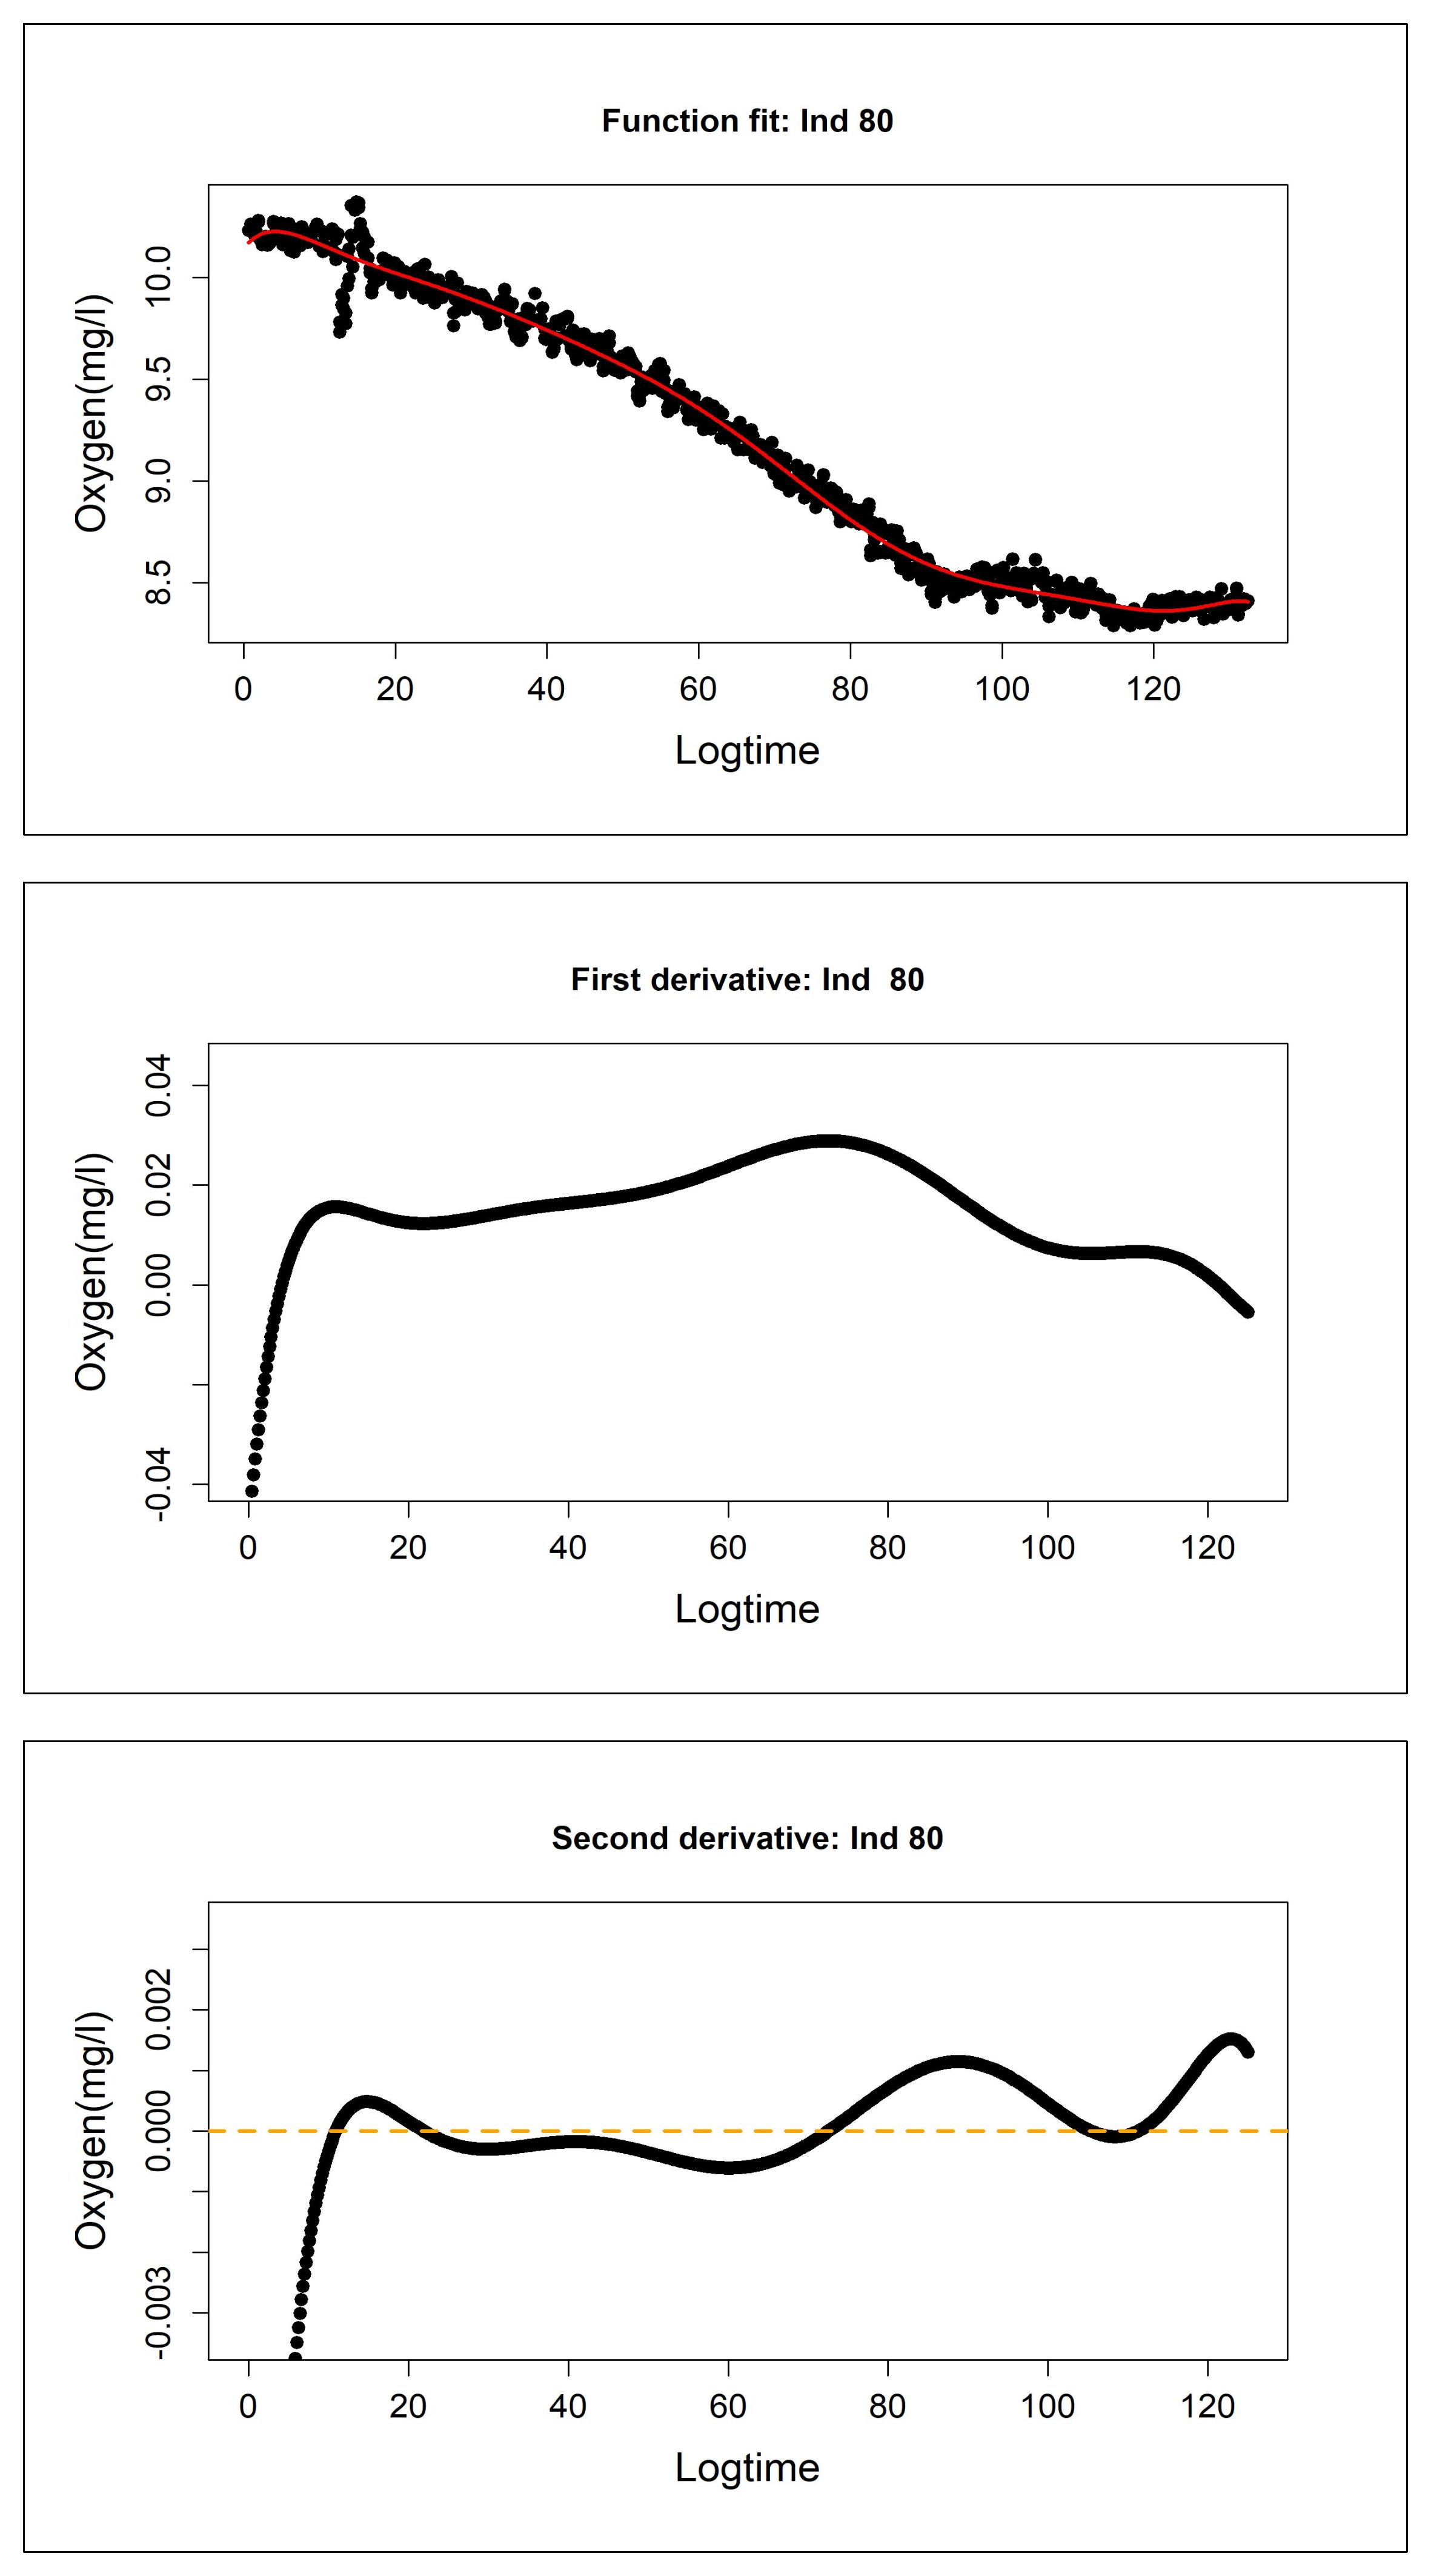 Function fit: Ind 80
Oxygen(mg/l)
10.0
9.5
9.0
8.5
0 20 40 60 80 100 120
Logtime
First derivative: Ind  80
Oxygen(mg/l)
0.04
0.02
0.00
-0.04
0 20 40 60 80 100 120
Logtime
Second derivative: Ind 80
Oxygen(mg/l)
0.002
0.000
-0.003
0 20 40 60 80 100 120
Logtime